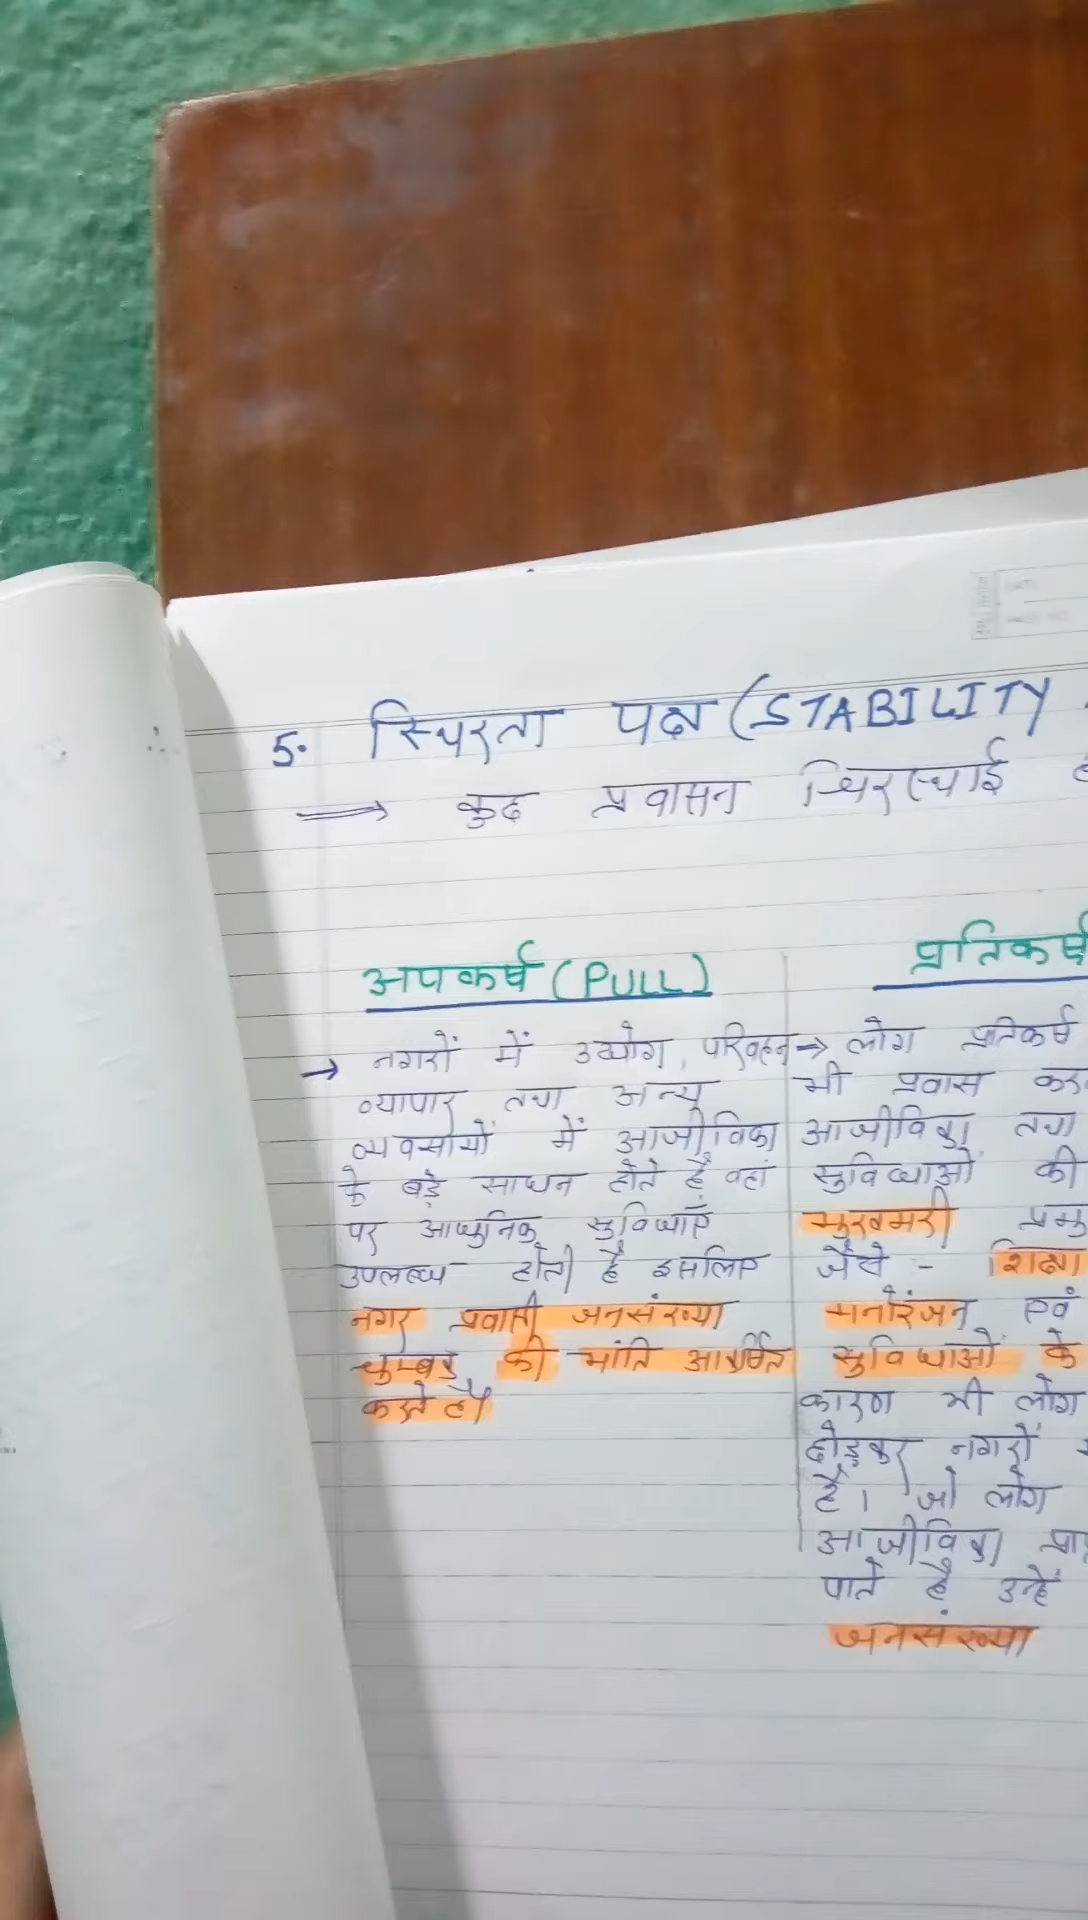 5. स्थिरता पक्ष (STABILITY
⟹ कुछ प्रवासन चिरस्थाई
अपकर्ष (PULL)
→ नगरों में उद्योग, परिवहन
व्यापार तथा अन्य
व्यवसायों में आजीविका
के बड़े साधन होते हैं वहां
पर आधुनिक सुविधाएँ
उपलब्ध होती है इसलिए
नगर प्रवासी जनसंख्या
चुम्बक की भांति आकर्षित
करते है।
प्रतिकर्ष
→ लोग प्रतिकर्ष
भी प्रवास
आजीविका तथा
सुविधाओं की
भुखमरी
जैसे :- शिक्षा
मनोरंजन एवं
सुविधाओं के
कारण भी लोग
छोड़कर नगरों
है। जो लोग
आजीविका
पाते है उन्हें
जनसंख्या